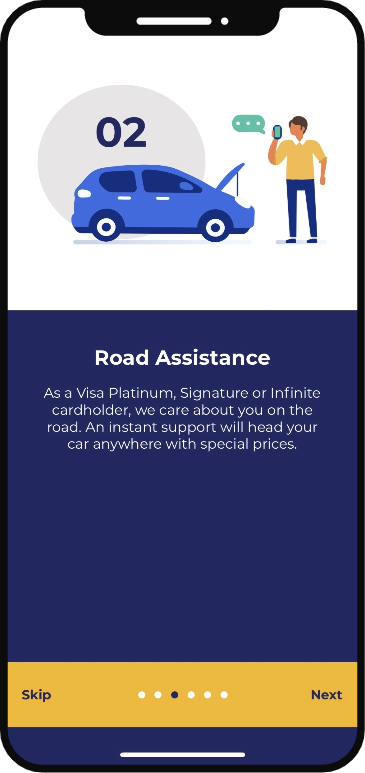 02
Road Assistance
As a Visa Platinum, Signature or Infinite
cardholder, we care about you on the
road. An instant support will head your
car anywhere with special prices.
Skip
Next